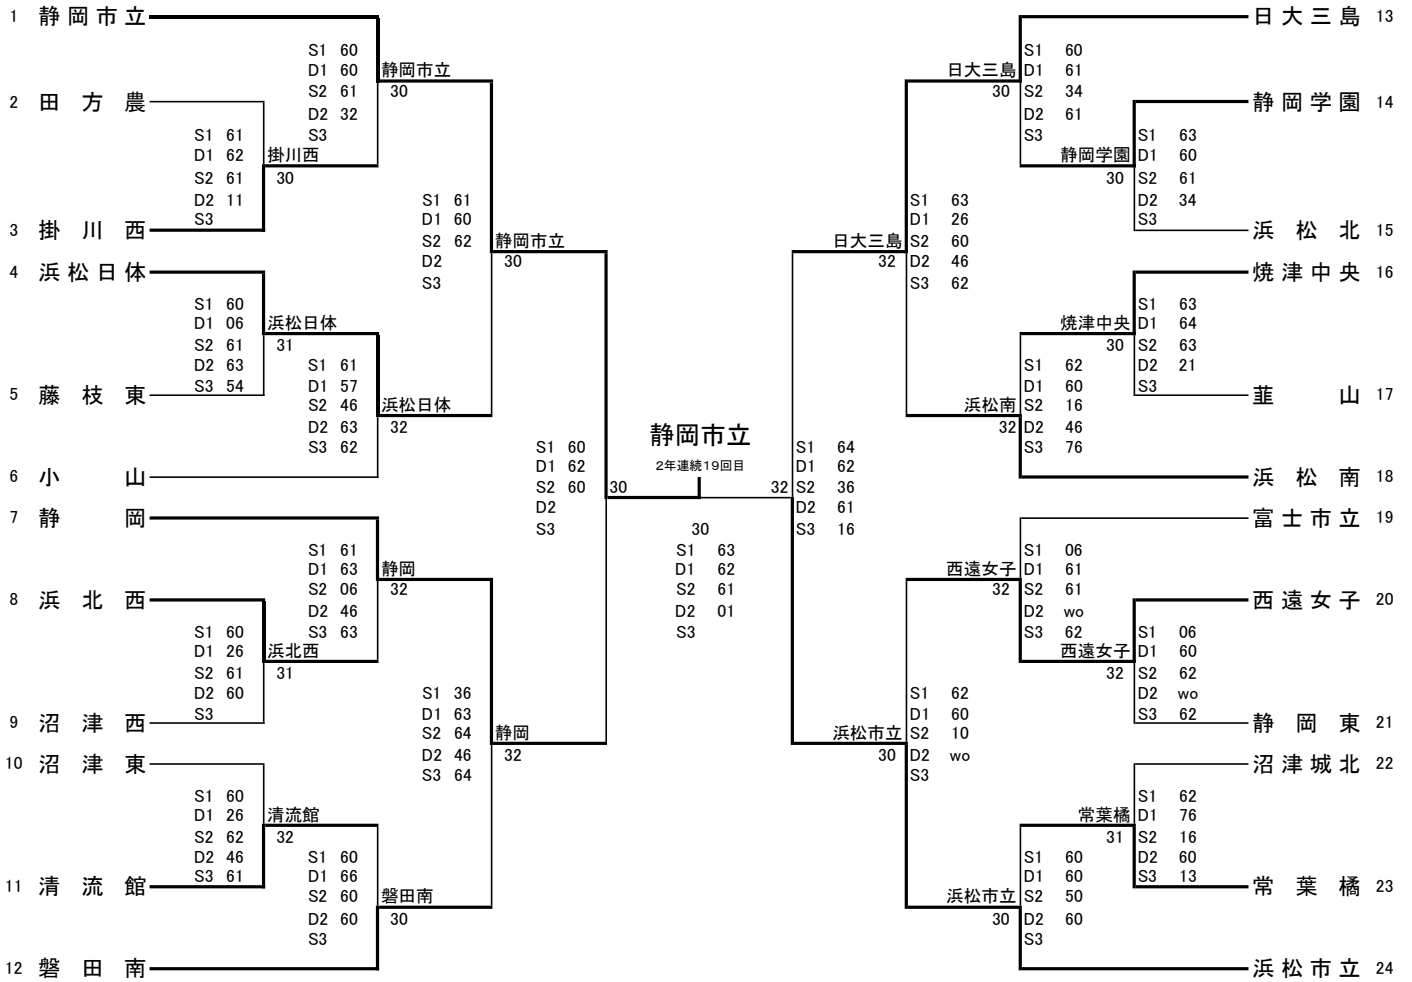 1 静岡市立
2 田方農
3 掛川西
4 浜松日体
5 藤枝東
6 小山
7 静岡
8 浜北西
9 沼津西
10 沼津東
11 清流館
12 磐田南
S1 61
D1 62
S2 61
D2 11
S3
掛川西
30
S1 60
D1 06
S2 61
D2 63
S3 54
浜松日体
31
S1 60
D1 26
S2 61
D2 60
S3
浜北西
31
S1 60
D1 26
S2 62
D2 46
S3 61
清流館
32
S1 60
D1 60
S2 61
D2 32
S3
静岡市立
30
S1 61
D1 57
S2 46
D2 63
S3 62
浜松日体
32
S1 61
D1 63
S2 06
D2 46
S3 63
静岡
32
S1 60
D1 66
S2 60
D2 60
S3
磐田南
30
S1 61
D1 60
S2 62
D2
S3
静岡市立
30
S1 36
D1 63
S2 64
D2 46
S3 64
静岡
32
S1 60
D1 62
S2 60
D2
S3
30
静岡市立
2年連続19回目
30
S1 63
D1 62
S2 61
D2 01
S3
32
S1 64
D1 62
S2 36
D2 61
S3 16
日大三島
32
S1 63
D1 26
S2 60
D2 46
S3 62
浜松市立
30
S1 62
D1 60
S2 10
D2 wo
S3
日大三島
30
S1 60
D1 61
S2 34
D2 61
S3
浜松南
32
S1 62
D1 60
S2 16
D2 46
S3 76
西遠女子
32
S1 06
D1 61
S2 61
D2 wo
S3 62
浜松市立
30
S1 60
D1 60
S2 50
D2 60
S3
静岡学園
30
S1 63
D1 60
S2 61
D2 34
S3
焼津中央
30
S1 63
D1 64
S2 63
D2 21
S3
西遠女子
32
S1 06
D1 60
S2 62
D2 wo
S3 62
常葉橘
31
S1 62
D1 76
S2 16
D2 60
S3 13
日大三島 13
静岡学園 14
浜松北 15
焼津中央 16
韮山 17
浜松南 18
富士市立 19
西遠女子 20
静岡東 21
沼津城北 22
常葉橘 23
浜松市立 24